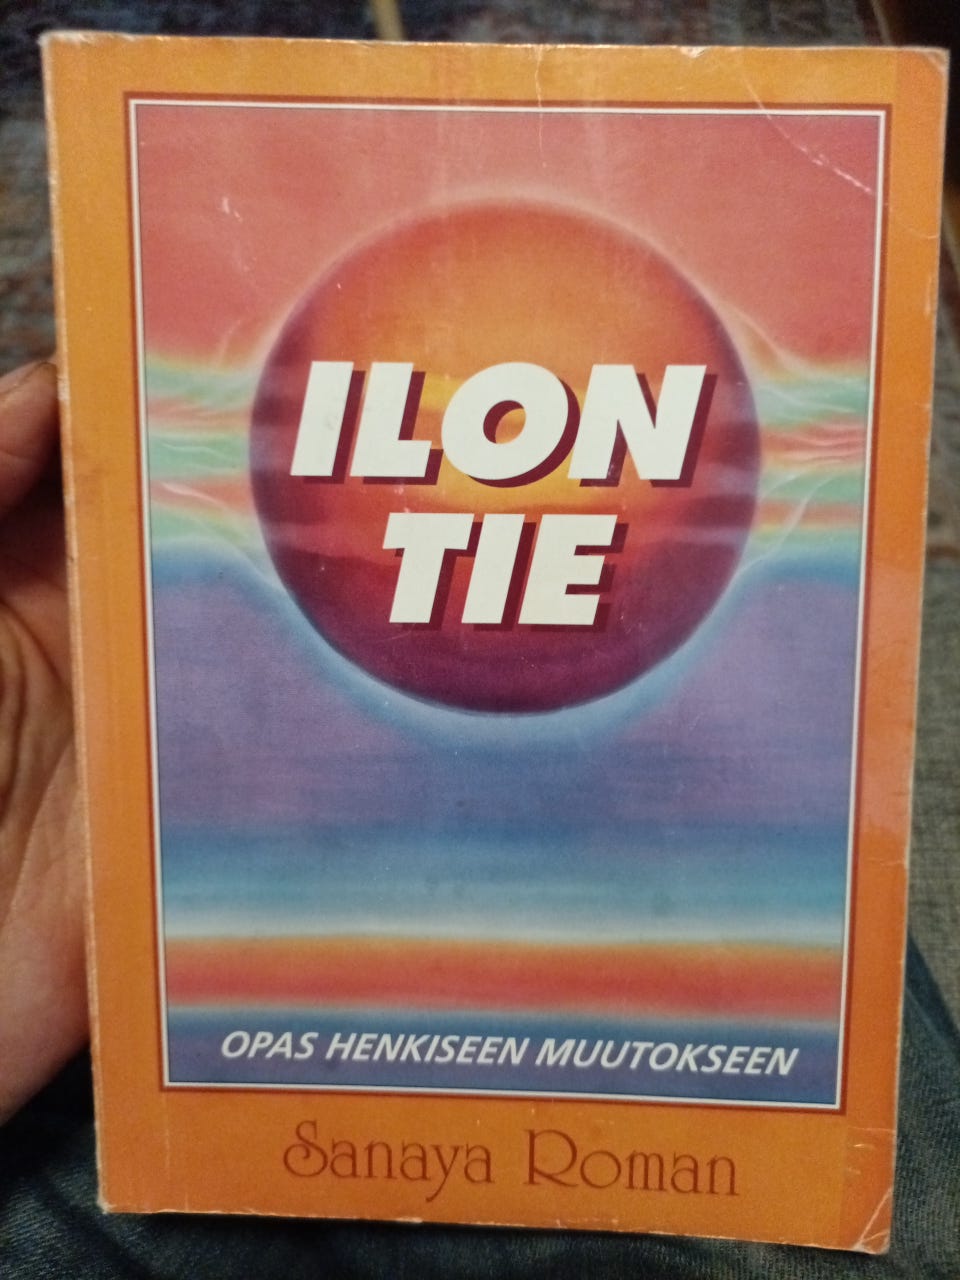 ILON
TIE
OPAS HENKISEEN MUUTOKSEEN
Sanaya Roman